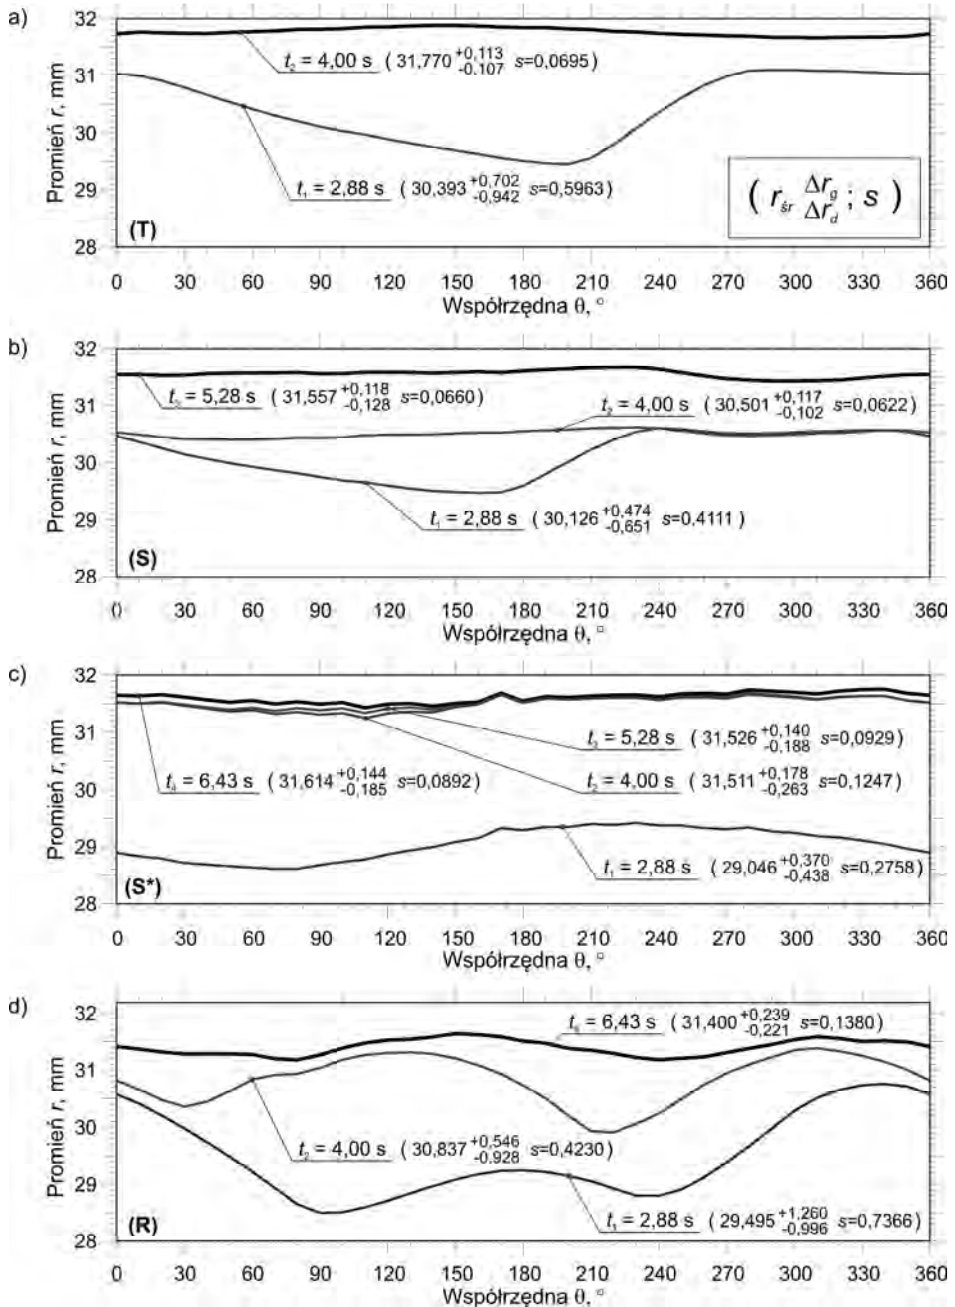 a)
32
31
30
29
28
Promień r, mm
t₂ = 4,00 s ( 31,770 +0,113 -0.107 s=0,0695)
t₁ = 2,88 s ( 30,393 +0,702 -0,942 s=0,5963)
( r śr Δr g Δr d ; s )
(T)
0 30 60 90 120 150 180 210 240 270 300 330 360
Współrzędna θ, °
b)
32
31
30
29
28
Promień r, mm
t₃ = 5,28 s ( 31,557 +0,118 -0,128 s=0,0660)
t₂ = 4,00 s ( 30,501 +0,117 -0,102 s=0,0622)
t₁ = 2,88 s ( 30,126 +0,474 -0,651 s=0,4111)
(S)
0 30 60 90 120 150 180 210 240 270 300 330 360
Współrzędna θ, °
c)
32
31
30
29
28
Promień r, mm
t₃ = 5,28 s ( 31,526 +0,140 -0,188 s=0,0929)
t₄ = 6,43 s ( 31,614 +0,144 -0,185 s=0,0892)
t₂ = 4,00 s ( 31,511 +0,178 -0,263 s=0,1247)
t₁ = 2,88 s ( 29,046 +0,370 -0,438 s=0,2758)
(S*)
0 30 60 90 120 150 180 210 240 270 300 330 360
Współrzędna θ, °
d)
32
31
30
29
28
Promień r, mm
= 6,43 s ( 31,400 +0,239 -0,221 s=0,1380)
t₂ = 4,00 s ( 30,837 +0,546 -0.928 s=0,4230)
t₁ = 2,88 s ( 29,495 +1,260 -0,996 s=0,7366)
(R)
0 30 60 90 120 150 180 210 240 270 300 330 360
Współrzędna θ, °